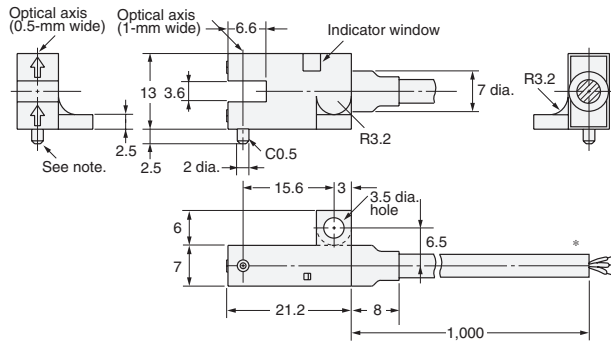 Optical axis
(0.5-mm wide)
Optical axis
(1-mm wide)
6.6
Indicator window
13
3.6
7 dia.
R3.2
R3.2
2.5
2.5
See note.
C0.5
2 dia.
15.6
3
3.5 dia.
hole
6
6.5
*
7
21.2
8
1,000